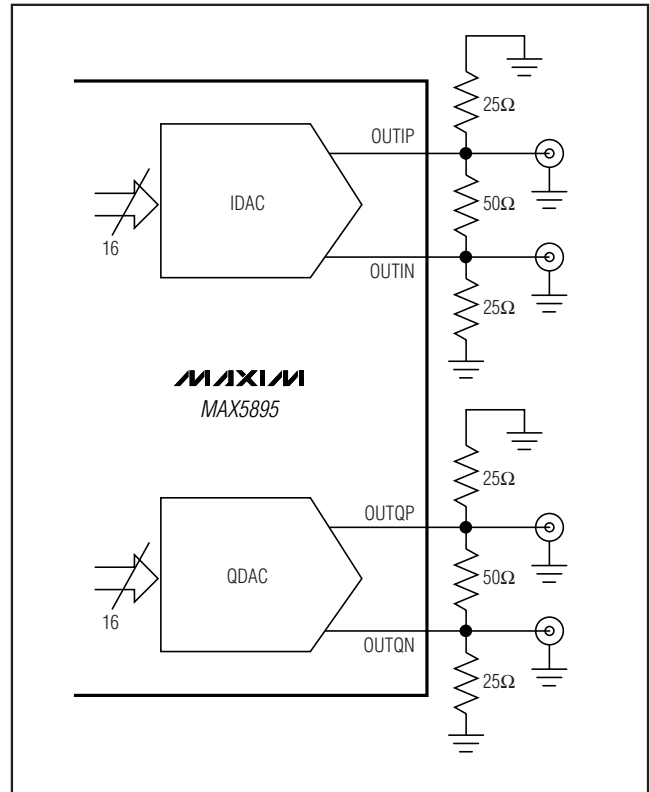 25Ω
OUTIP
50Ω
IDAC
16
OUTIN
25Ω
MAXIM
MAX5895
25Ω
OUTQP
50Ω
QDAC
16
OUTQN
25Ω